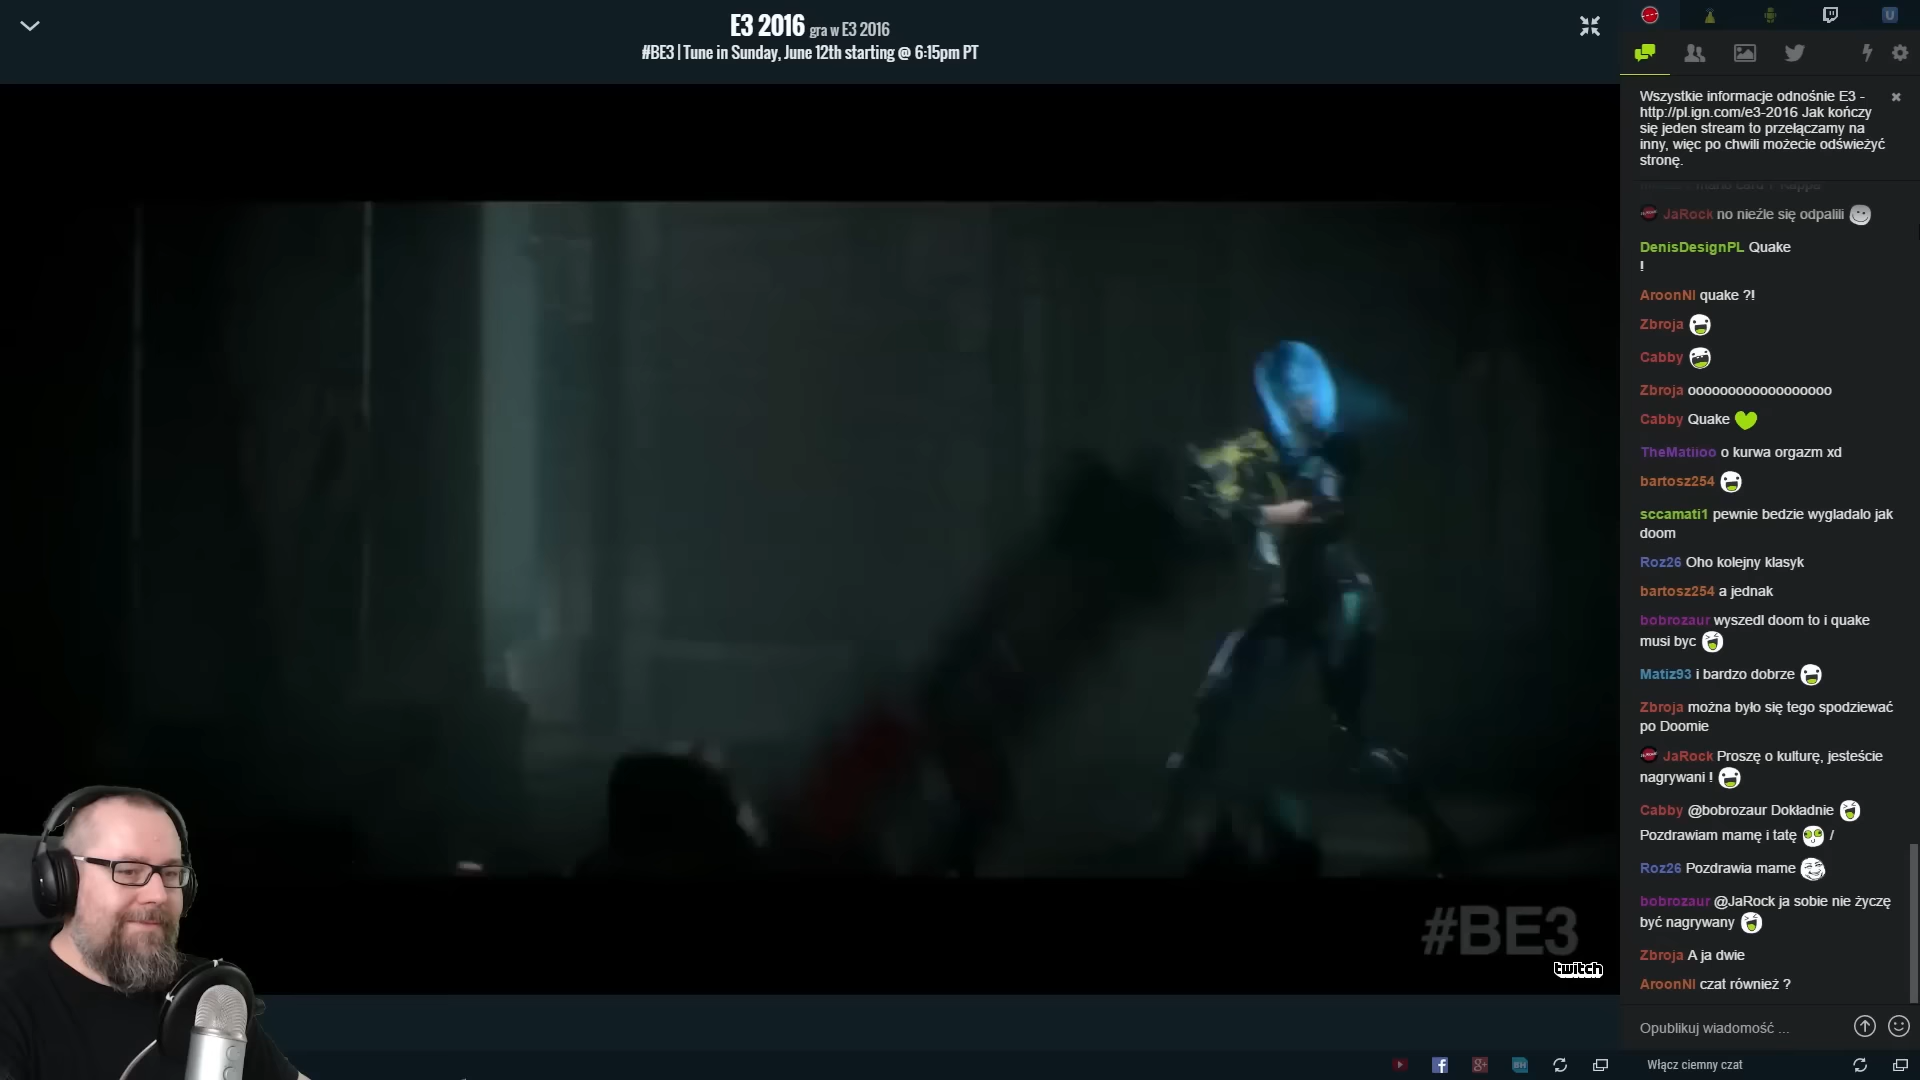 E3 2016 gra w E3 2016
#BE3 | Tune in Sunday, June 12th starting @ 6:15pm PT
#BE3
twitch
Wszystkie informacje odnośnie E3 -
http://pl.ign.com/e3-2016 Jak kończy
się jeden stream to przełączamy na
inny, więc po chwili możecie odświeżyć
stronę.
JaRock no nieźle się odpalili
DenisDesignPL Quake
!
AroonNI quake ?!
Zbroja
Cabby
Zbroja oooooooooooooooooo
Cabby Quake
TheMatiioo o kurwa orgazm xd
bartosz254
sccamati1 pewnie bedzie wygladalo jak
doom
Roz26 Oho kolejny klasyk
bartosz254 a jednak
bobrozaur wyszedl doom to i quake
musi byc
Matiz93 i bardzo dobrze
Zbroja można było się tego spodziewać
po Doomie
JaRock Proszę o kulturę, jesteście
nagrywani !
Cabby @bobrozaur Dokładnie
Pozdrawiam mamę i tatę /
Roz26 Pozdrawia mame
bobrozaur @JaRock ja sobie nie życzę
być nagrywany
Zbroja A ja dwie
AroonNI czat również ?
Opublikuj wiadomość ...
Włącz ciemny czat